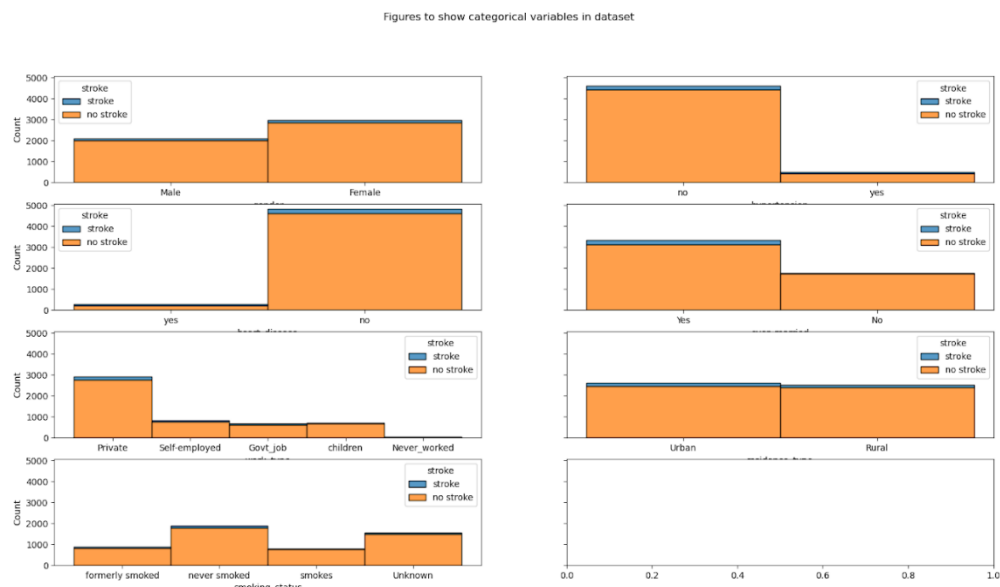 Figures to show categorical variables in dataset
5000
4000
3000
2000
1000
0
Count
stroke
stroke
no stroke
Male Female
stroke
stroke
no stroke
no yes
5000
4000
3000
2000
1000
0
Count
stroke
stroke
no stroke
yes no
stroke
stroke
no stroke
Yes No
5000
4000
3000
2000
1000
0
Count
stroke
stroke
no stroke
Private Self-employed Govt_job children Never_worked
stroke
stroke
no stroke
Urban Rural
5000
4000
3000
2000
1000
0
Count
stroke
stroke
no stroke
formerly smoked never smoked smokes Unknown
smoking_status
0.0 0.2 0.4 0.6 0.8 1.0